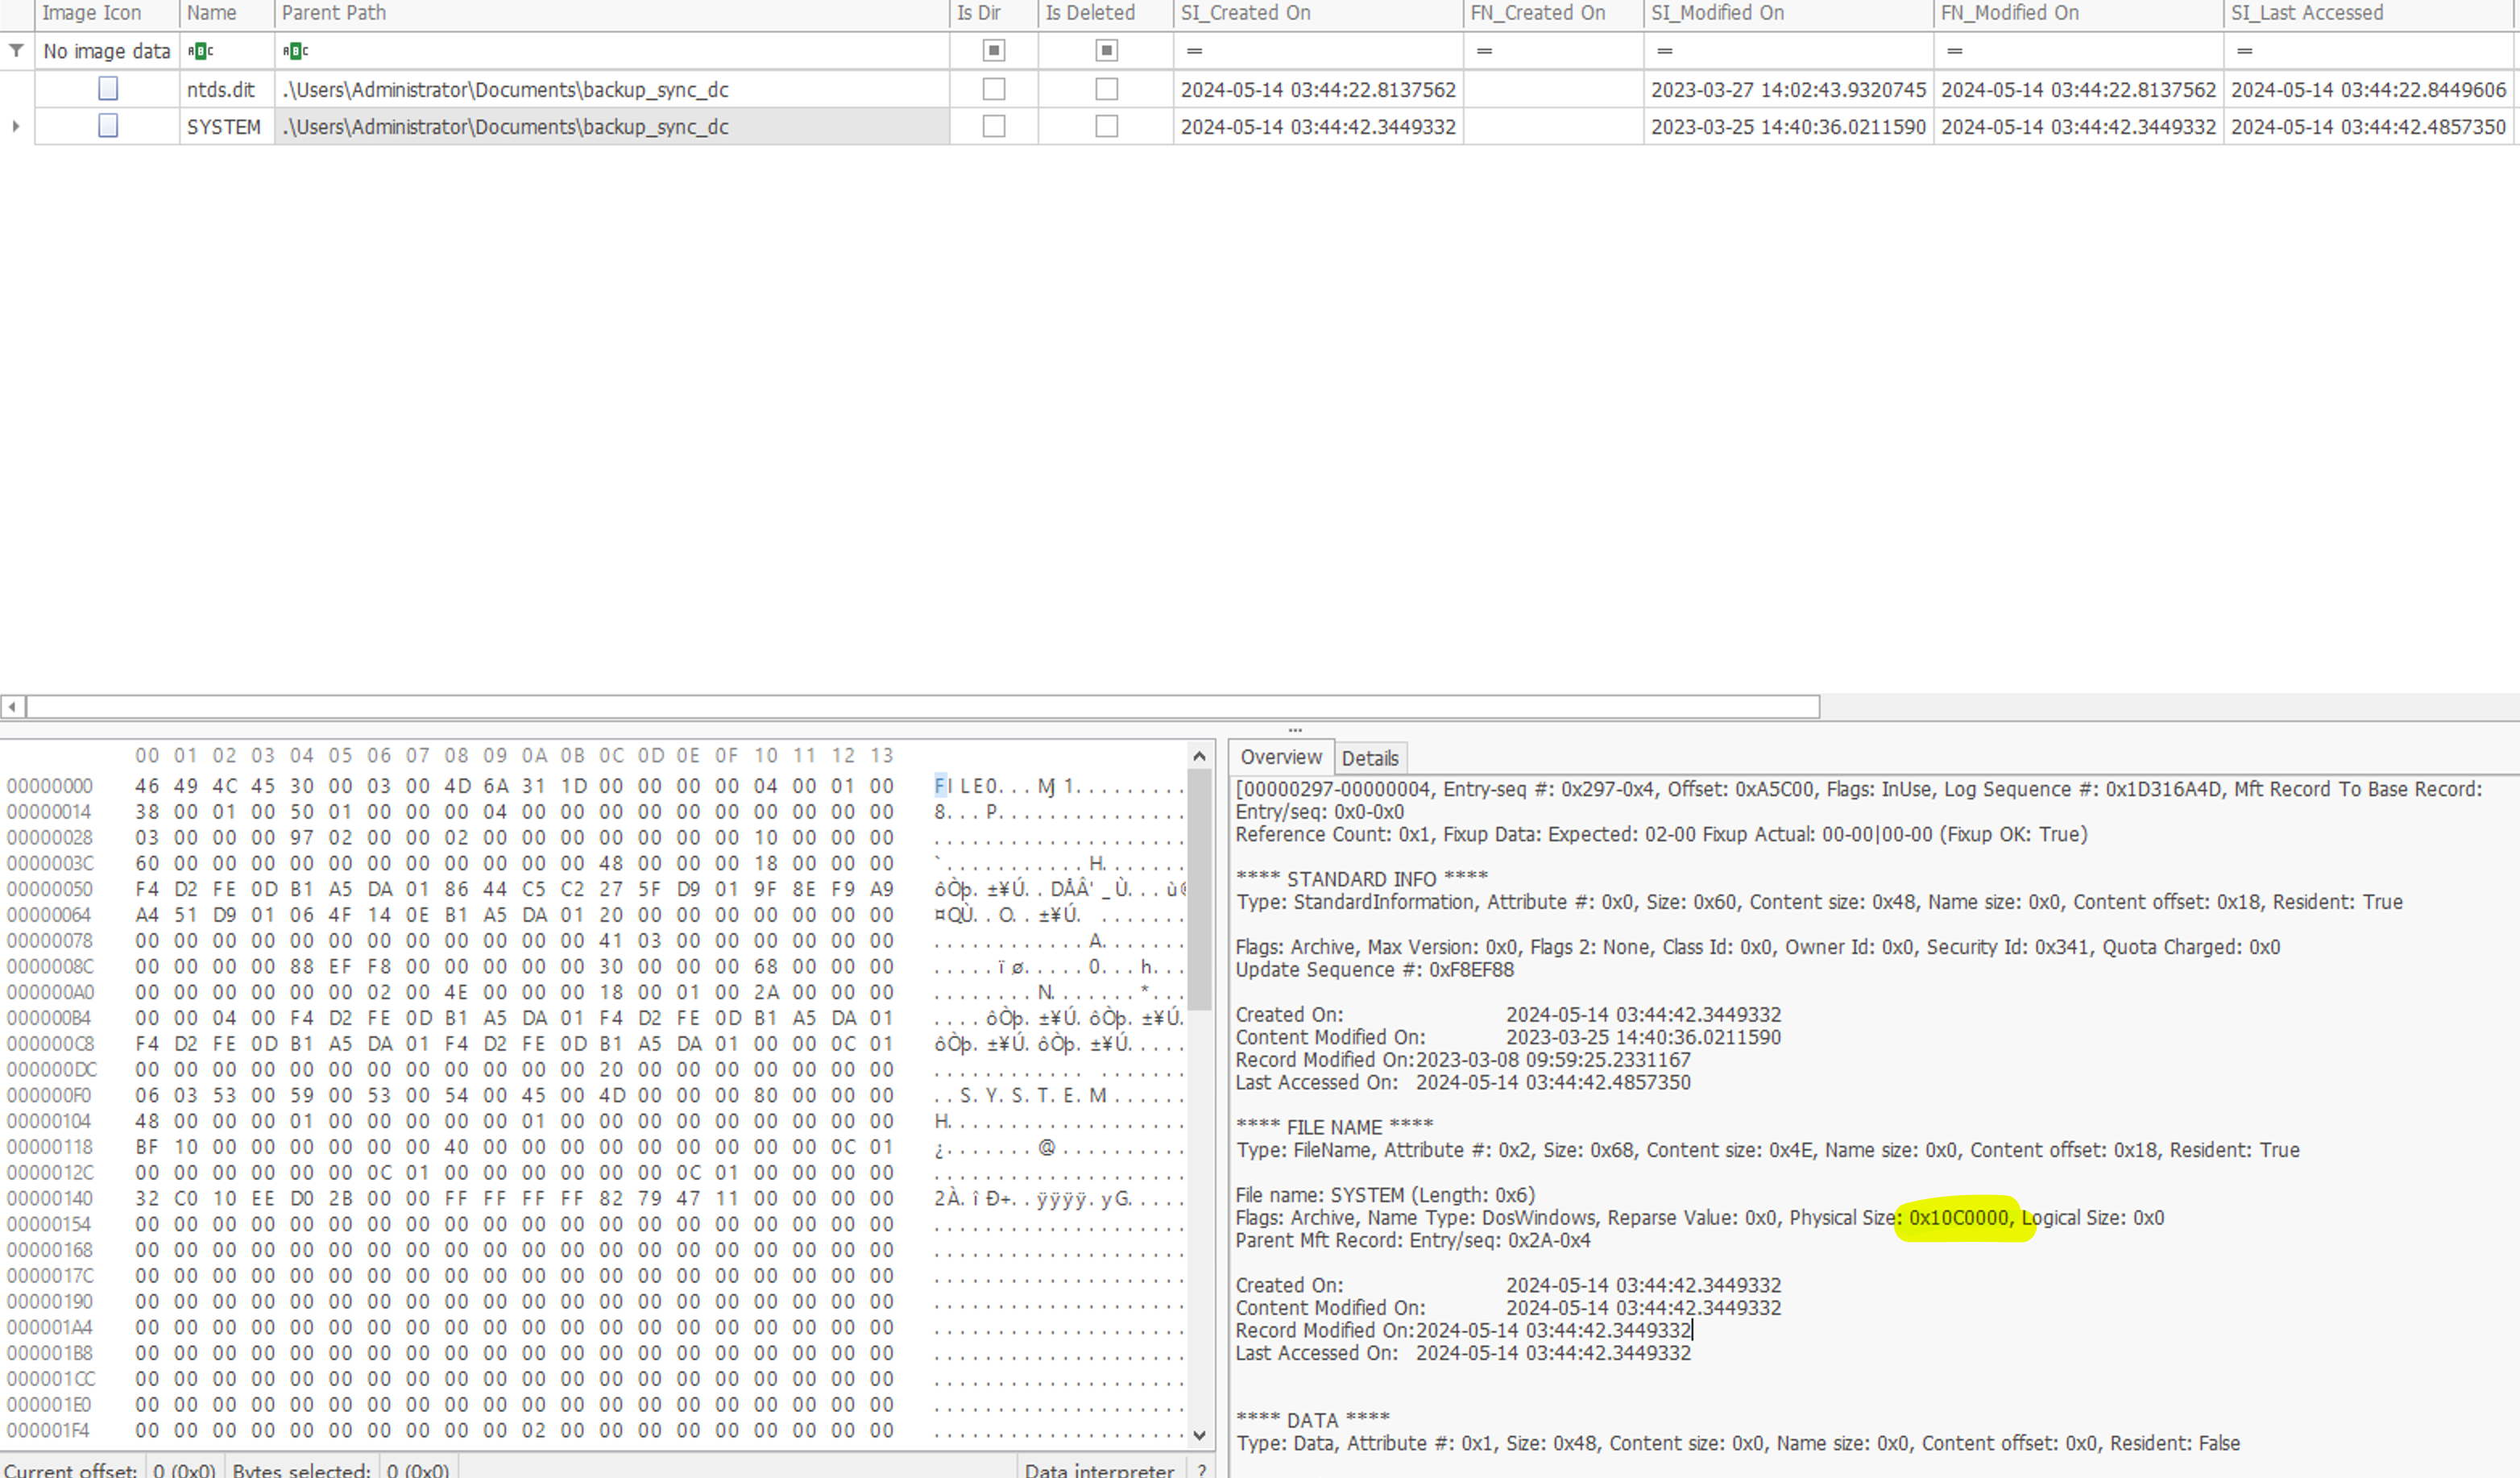 Image Icon Name Parent Path Is Dir Is Deleted SI_Created On FN_Created On SI_Modified On FN_Modified On SI_Last Accessed
No image data ABC ABC = = = = =
ntds.dit .\Users\Administrator\Documents\backup_sync_dc 2024-05-14 03:44:22.8137562 2023-03-27 14:02:43.9320745 2024-05-14 03:44:22.8137562 2024-05-14 03:44:22.8449606
SYSTEM .\Users\Administrator\Documents\backup_sync_dc 2024-05-14 03:44:42.3449332 2023-03-25 14:40:36.0211590 2024-05-14 03:44:42.3449332 2024-05-14 03:44:42.4857350
00 01 02 03 04 05 06 07 08 09 0A 0B 0C 0D 0E 0F 10 11 12 13
00000000 46 49 4C 45 30 00 03 00 4D 6A 31 1D 00 00 00 00 04 00 01 00 FILE0...Mj1.........
00000014 38 00 01 00 50 01 00 00 00 04 00 00 00 00 00 00 00 00 00 00 8...P...............
00000028 03 00 00 00 97 02 00 00 02 00 00 00 00 00 00 00 10 00 00 00 ....................
0000003C 60 00 00 00 00 00 00 00 00 00 00 00 48 00 00 00 18 00 00 00 `...........H.......
00000050 F4 D2 FE 0D B1 A5 DA 01 86 44 C5 C2 27 5F D9 01 9F 8E F9 A9 ôÒþ.±¥Ú..DÅÂ'_Ù...ù©
00000064 A4 51 D9 01 06 4F 14 0E B1 A5 DA 01 20 00 00 00 00 00 00 00 ¤QÙ..O..±¥Ú. .......
00000078 00 00 00 00 00 00 00 00 00 00 00 00 41 03 00 00 00 00 00 00 ............A.......
0000008C 00 00 00 00 88 EF F8 00 00 00 00 00 30 00 00 00 68 00 00 00 .....ïø.....0...h...
000000A0 00 00 00 00 00 00 02 00 4E 00 00 00 18 00 01 00 2A 00 00 00 ........N.......*...
000000B4 00 00 04 00 F4 D2 FE 0D B1 A5 DA 01 F4 D2 FE 0D B1 A5 DA 01 ....ôÒþ.±¥Ú.ôÒþ.±¥Ú.
000000C8 F4 D2 FE 0D B1 A5 DA 01 F4 D2 FE 0D B1 A5 DA 01 00 00 0C 01 ôÒþ.±¥Ú.ôÒþ.±¥Ú.....
000000DC 00 00 00 00 00 00 00 00 00 00 00 00 20 00 00 00 00 00 00 00 ............ .......
000000F0 06 03 53 00 59 00 53 00 54 00 45 00 4D 00 00 00 80 00 00 00 ..S.Y.S.T.E.M.......
00000104 48 00 00 00 01 00 00 00 00 00 01 00 00 00 00 00 00 00 00 00 H...................
00000118 BF 10 00 00 00 00 00 00 40 00 00 00 00 00 00 00 00 00 0C 01 ¿.......@...........
0000012C 00 00 00 00 00 00 0C 01 00 00 00 00 00 00 0C 01 00 00 00 00 ....................
00000140 32 C0 10 EE D0 2B 00 00 FF FF FF FF 82 79 47 11 00 00 00 00 2À.îÐ+..ÿÿÿÿ.yG.....
00000154 00 00 00 00 00 00 00 00 00 00 00 00 00 00 00 00 00 00 00 00 ....................
00000168 00 00 00 00 00 00 00 00 00 00 00 00 00 00 00 00 00 00 00 00 ....................
0000017C 00 00 00 00 00 00 00 00 00 00 00 00 00 00 00 00 00 00 00 00 ....................
00000190 00 00 00 00 00 00 00 00 00 00 00 00 00 00 00 00 00 00 00 00 ....................
000001A4 00 00 00 00 00 00 00 00 00 00 00 00 00 00 00 00 00 00 00 00 ....................
000001B8 00 00 00 00 00 00 00 00 00 00 00 00 00 00 00 00 00 00 00 00 ....................
000001CC 00 00 00 00 00 00 00 00 00 00 00 00 00 00 00 00 00 00 00 00 ....................
000001E0 00 00 00 00 00 00 00 00 00 00 00 00 00 00 00 00 00 00 00 00 ....................
000001F4 00 00 00 00 00 00 00 00 00 00 02 00 00 00 00 00 00 00 00 00 ....................
Current offset: 0 (0x0) Bytes selected: 0 (0x0) Data interpreter ?
Overview Details
[00000297-00000004, Entry-seq #: 0x297-0x4, Offset: 0xA5C00, Flags: InUse, Log Sequence #: 0x1D316A4D, Mft Record To Base Record:
Entry/seq: 0x0-0x0
Reference Count: 0x1, Fixup Data: Expected: 02-00 Fixup Actual: 00-00|00-00 (Fixup OK: True)
**** STANDARD INFO ****
Type: StandardInformation, Attribute #: 0x0, Size: 0x60, Content size: 0x48, Name size: 0x0, Content offset: 0x18, Resident: True
Flags: Archive, Max Version: 0x0, Flags 2: None, Class Id: 0x0, Owner Id: 0x0, Security Id: 0x341, Quota Charged: 0x0
Update Sequence #: 0xF8EF88
Created On: 2024-05-14 03:44:42.3449332
Content Modified On: 2023-03-25 14:40:36.0211590
Record Modified On:2023-03-08 09:59:25.2331167
Last Accessed On: 2024-05-14 03:44:42.4857350
**** FILE NAME ****
Type: FileName, Attribute #: 0x2, Size: 0x68, Content size: 0x4E, Name size: 0x0, Content offset: 0x18, Resident: True
File name: SYSTEM (Length: 0x6)
Flags: Archive, Name Type: DosWindows, Reparse Value: 0x0, Physical Size: 0x10C0000, Logical Size: 0x0
Parent Mft Record: Entry/seq: 0x2A-0x4
Created On: 2024-05-14 03:44:42.3449332
Content Modified On: 2024-05-14 03:44:42.3449332
Record Modified On:2024-05-14 03:44:42.3449332
Last Accessed On: 2024-05-14 03:44:42.3449332
**** DATA ****
Type: Data, Attribute #: 0x1, Size: 0x48, Content size: 0x0, Name size: 0x0, Content offset: 0x0, Resident: False